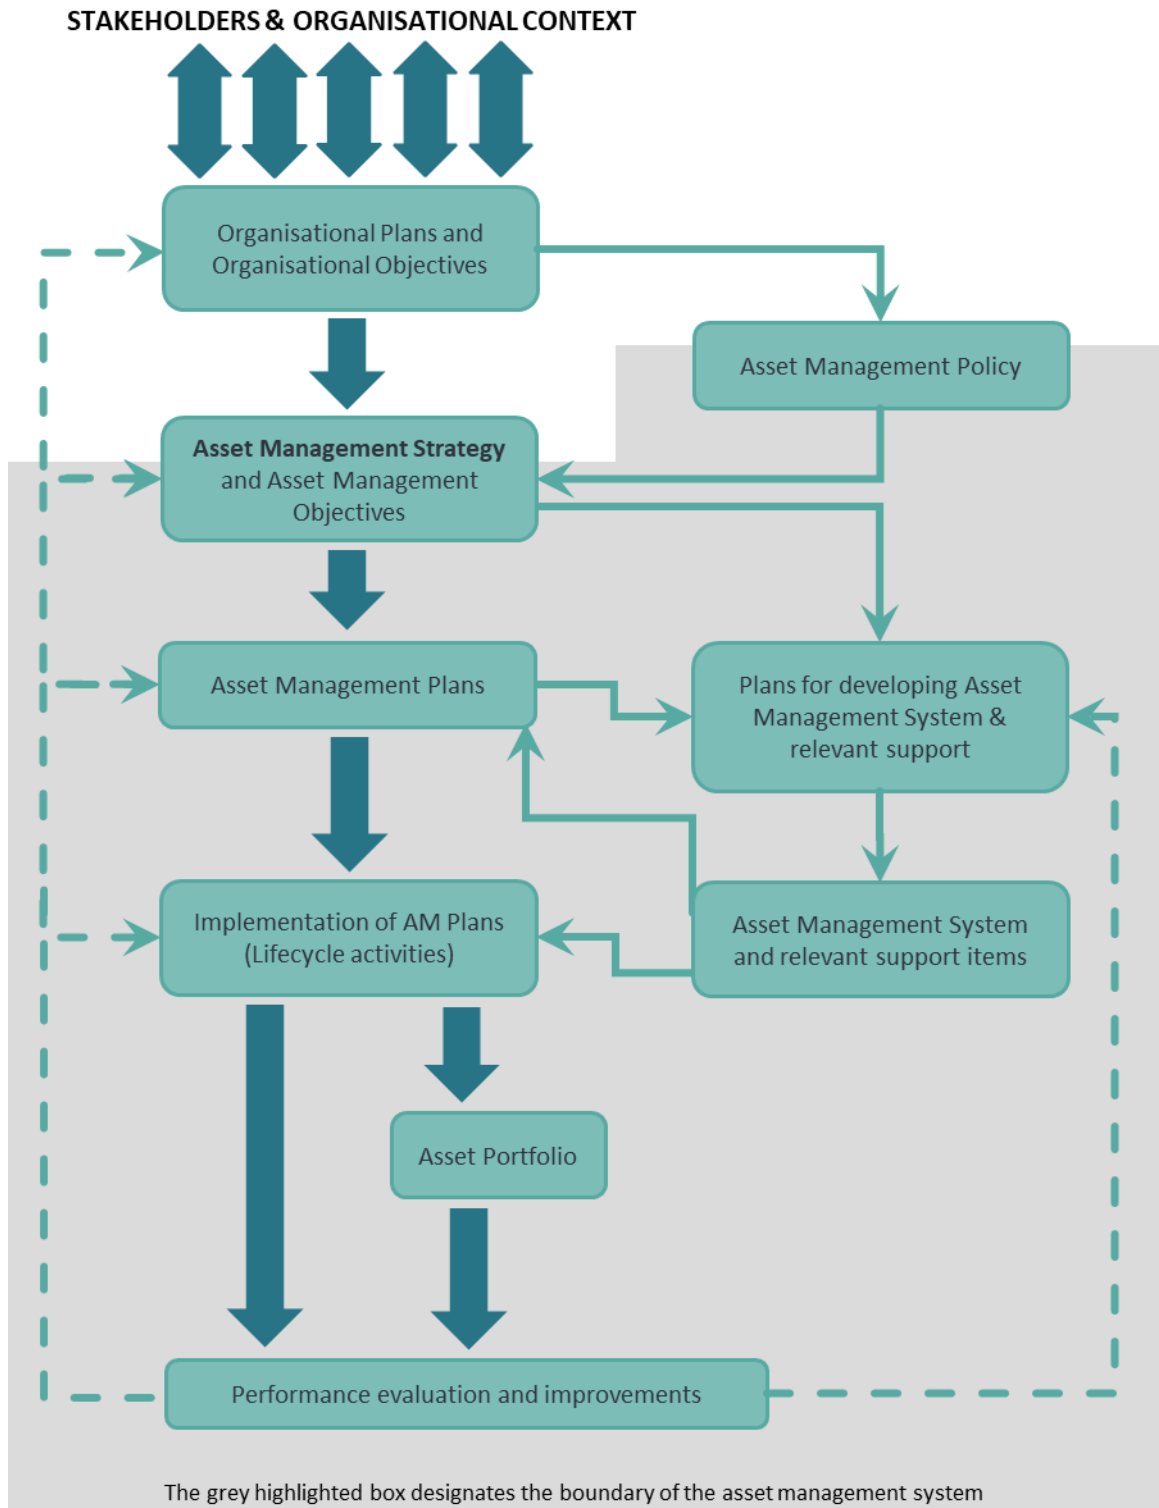 STAKEHOLDERS & ORGANISATIONAL CONTEXT
Organisational Plans and
Organisational Objectives
Asset Management Policy
Asset Management Strategy
and Asset Management
Objectives
Asset Management Plans
Plans for developing Asset
Management System &
relevant support
Implementation of AM Plans
(Lifecycle activities)
Asset Management System
and relevant support items
Asset Portfolio
Performance evaluation and improvements
The grey highlighted box designates the boundary of the asset management system